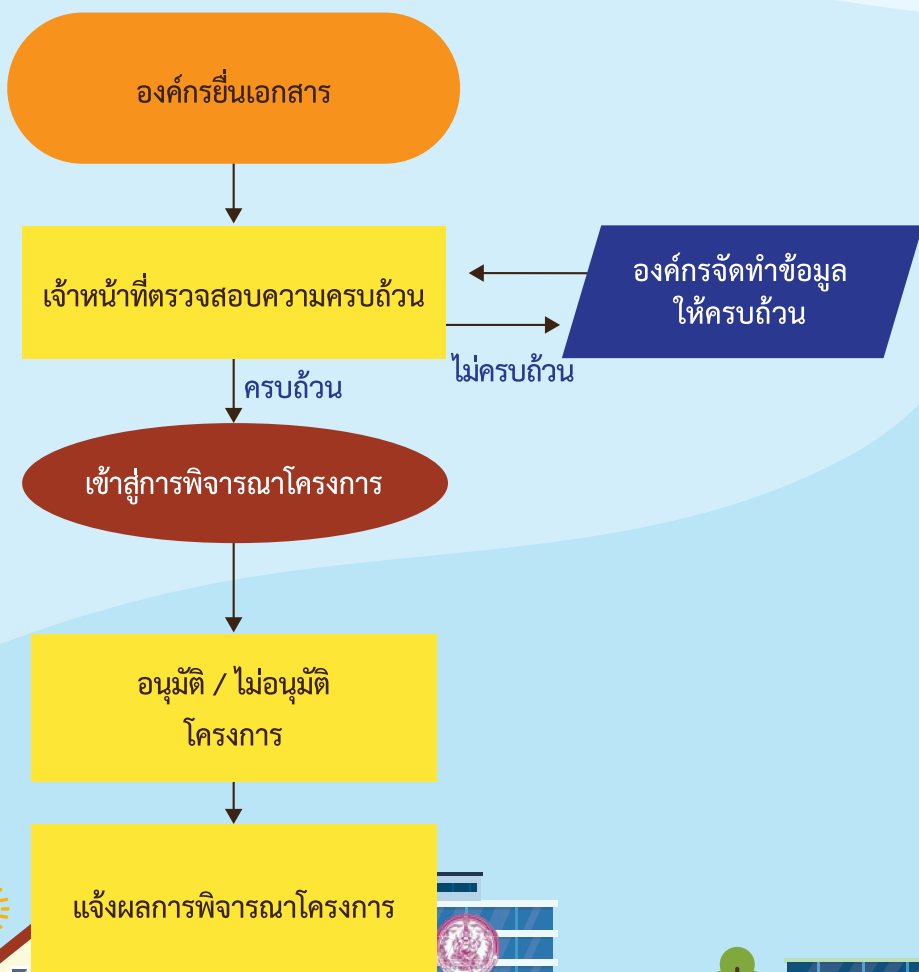 องค์กรยื่นเอกสาร
เจ้าหน้าที่ตรวจสอบความครบถ้วน
องค์กรจัดทำข้อมูล
ให้ครบถ้วน
ไม่ครบถ้วน
ครบถ้วน
เข้าสู่การพิจารณาโครงการ
อนุมัติ / ไม่อนุมัติ
โครงการ
แจ้งผลการพิจารณาโครงการ